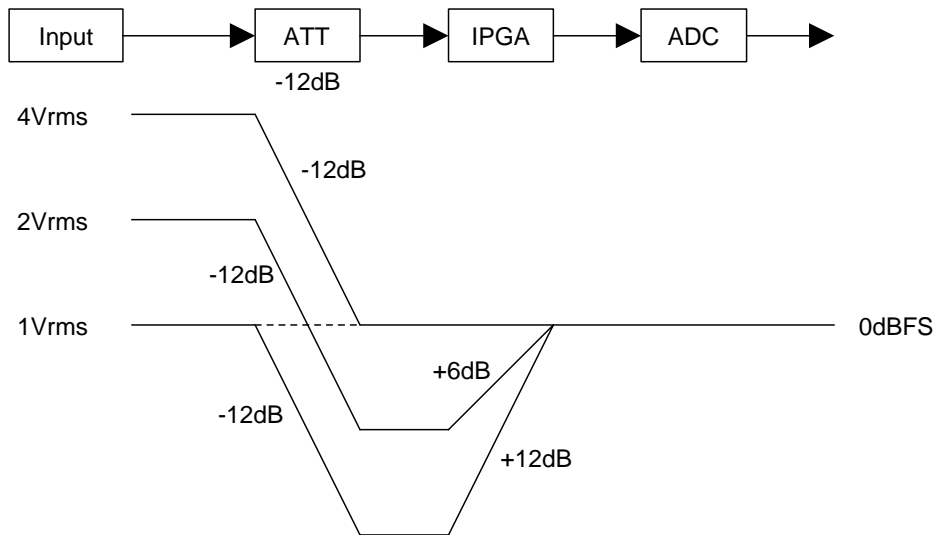 Input ATT IPGA ADC
-12dB
4Vrms
-12dB
2Vrms
-12dB
1Vrms 0dBFS
+6dB
-12dB
+12dB